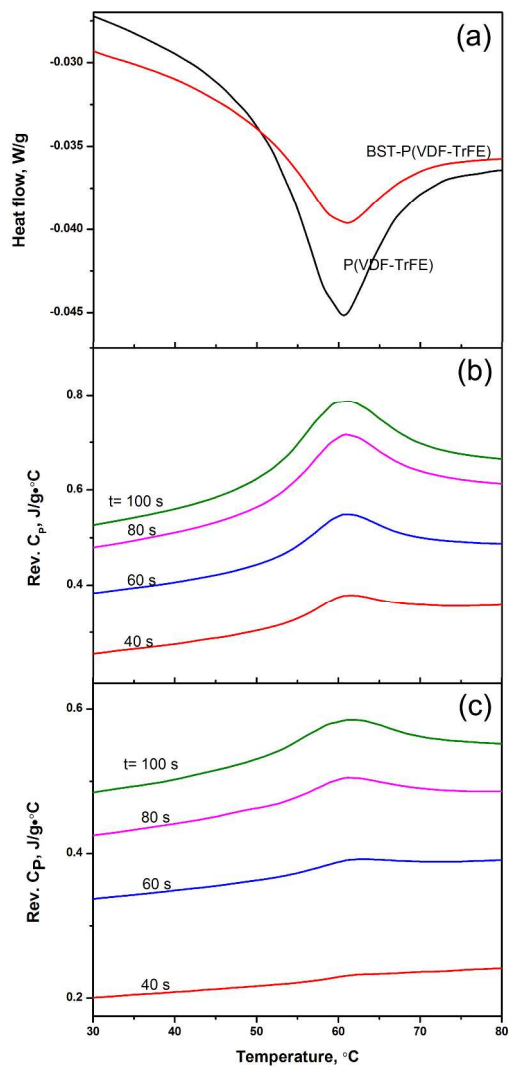 (a)
-0.030
-0.035
-0.040
-0.045
Heat flow, W/g
BST-P(VDF-TrFE)
P(VDF-TrFE)
(b)
0.8
0.6
0.4
Rev. C_P, J/g•°C
t= 100 s
80 s
60 s
40 s
(c)
0.6
0.4
0.2
Rev. CP, J/g•°C
t= 100 s
80 s
60 s
40 s
30 40 50 60 70 80
Temperature, °C